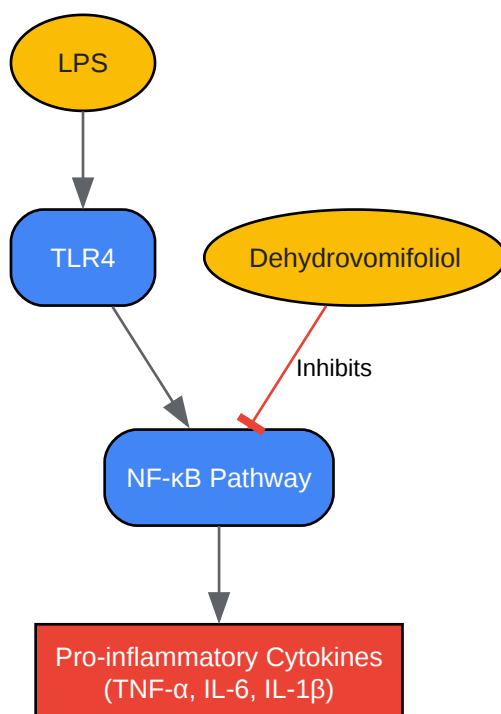 LPS
TLR4
Dehydrovomifoliol
Inhibits
NF-κB Pathway
Pro-inflammatory Cytokines
(TNF-α, IL-6, IL-1β)